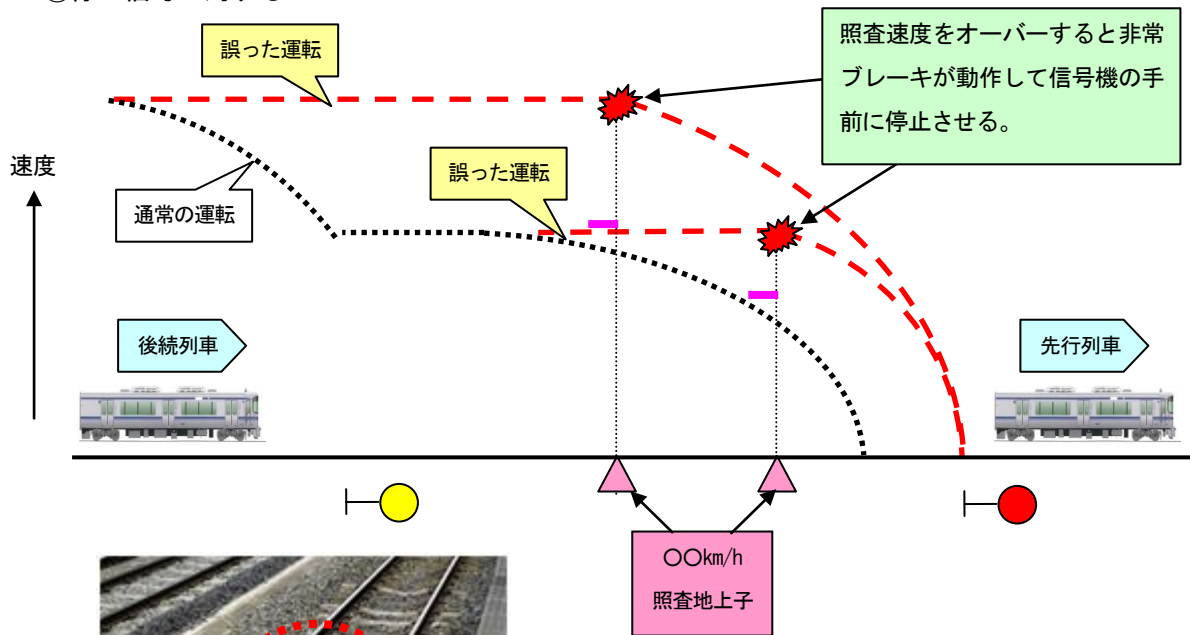 誤った運転
照査速度をオーバーすると非常
ブレーキが動作して信号機の手
前に停止させる。
速度
誤った運転
通常の運転
後続列車
先行列車
〇〇km/h
照査地上子